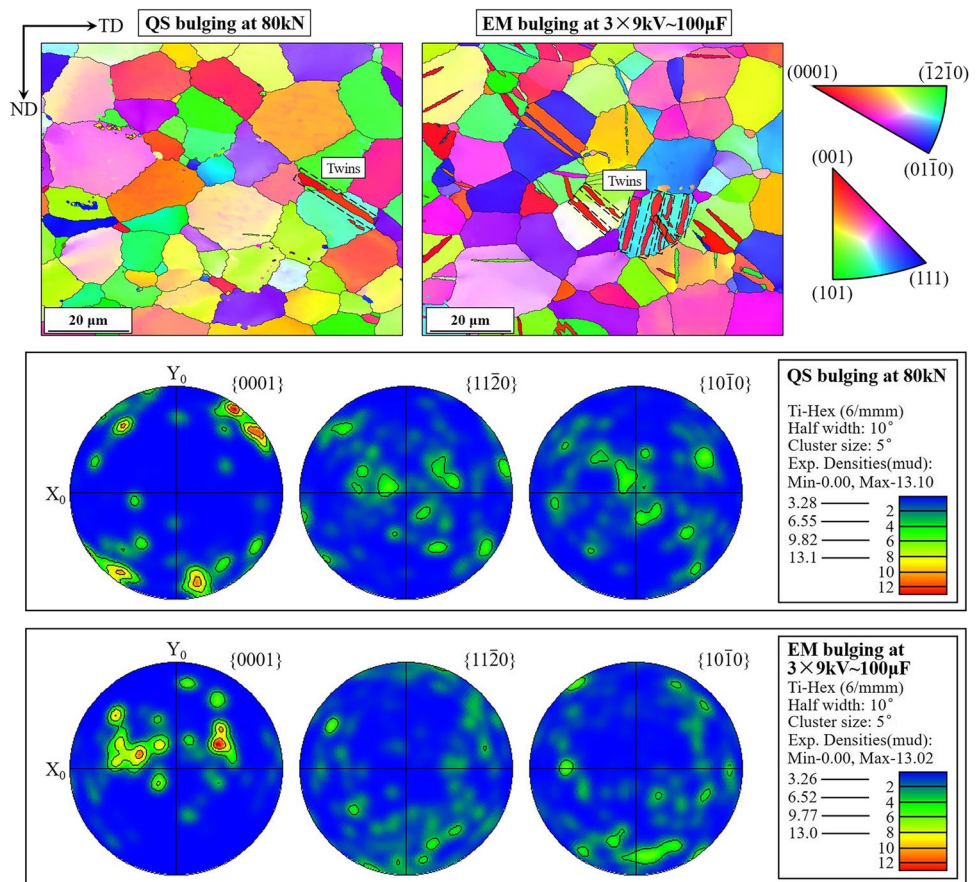 TD
ND
QS bulging at 80kN
EM bulging at 3×9kV~100μF
Twins
Twins
20 μm
20 μm
(0001)
(1̅21̅0)
(011̅0)
(001)
(101)
(111)
Y₀
X₀
{0001}
{112̅0}
{101̅0}
QS bulging at 80kN
Ti-Hex (6/mmm)
Half width: 10°
Cluster size: 5°
Exp. Densities(mud):
Min-0.00, Max-13.10
3.28
6.55
9.82
13.1
2
4
6
8
10
12
Y₀
X₀
{0001}
{112̅0}
{101̅0}
EM bulging at
3×9kV~100μF
Ti-Hex (6/mmm)
Half width: 10°
Cluster size: 5°
Exp. Densities(mud):
Min-0.00, Max-13.02
3.26
6.52
9.77
13.0
2
4
6
8
10
12